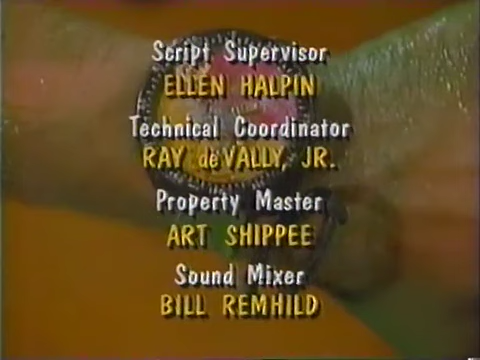 Script Supervisor
ELLEN HALPIN
Technical Coordinator
RAY deVALLY, JR.
Property Master
ART SHIPPEE
Sound Mixer
BILL REMHILD